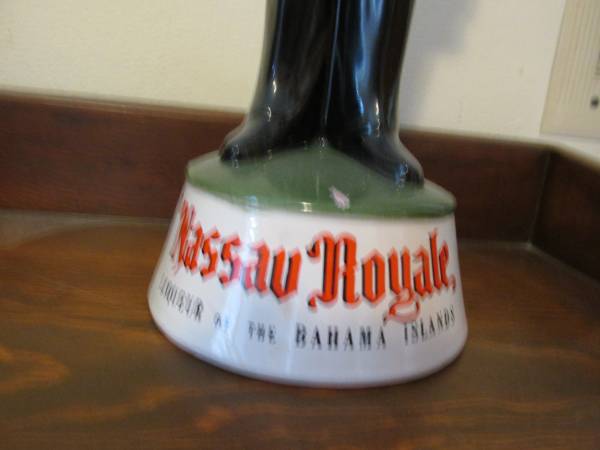 Nassau Royale,
LIQUEUR OF THE BAHAMA ISLANDS